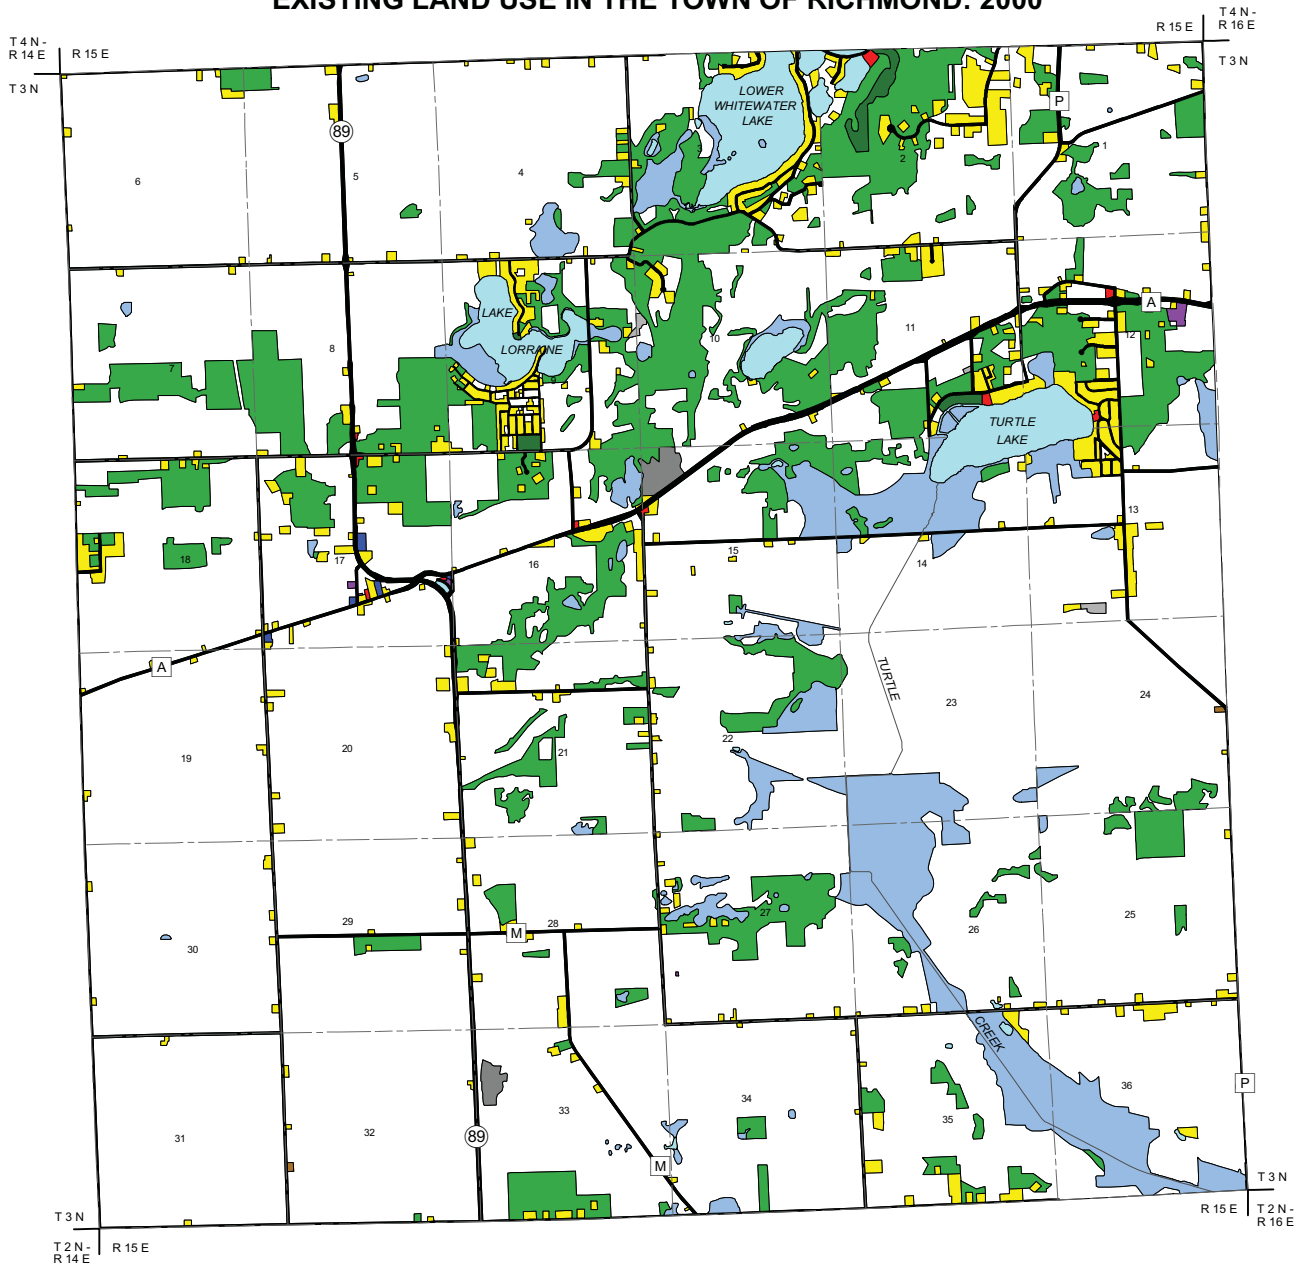 EXISTING LAND USE IN THE TOWN OF RICHMOND: 2000
T 4 N -
R 14 E
R 15 E
T 3 N
R 15 E
T 4 N -
R 16 E
T 3 N
LOWER
WHITEWATER
LAKE
P
89
6
5
4
3
2
1
LAKE
LORRAINE
A
7
8
9
10
11
12
TURTLE
LAKE
18
17
16
15
14
13
A
TURTLE
19
20
21
22
23
24
30
29
M
28
27
26
25
CREEK
P
31
32
89
33
M
34
35
36
T 3 N
T 2 N -
R 14 E
R 15 E
T 3 N
R 15 E
T 2 N -
R 16 E